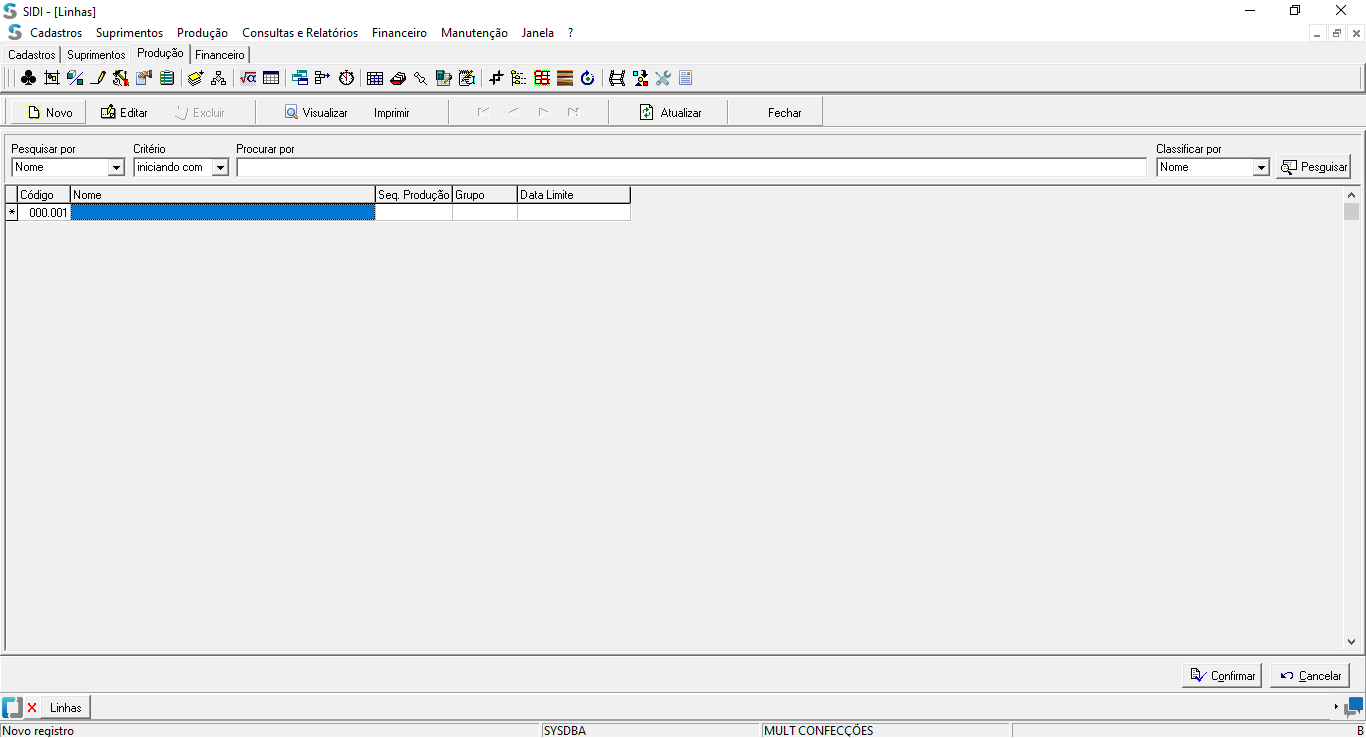 SIDI - [Linhas]
Cadastros Suprimentos Produção Consultas e Relatórios Financeiro Manutenção Janela ?
Cadastros Suprimentos Produção Financeiro
Novo Editar Excluir Visualizar Imprimir Atualizar Fechar
Pesquisar por Critério Procurar por Classificar por
Nome iniciando com Nome Pesquisar
Código Nome Seq. Produção Grupo Data Limite
* 000.001
Confirmar Cancelar
Linhas
Novo registro SYSDBA MULT CONFECÇÕES B